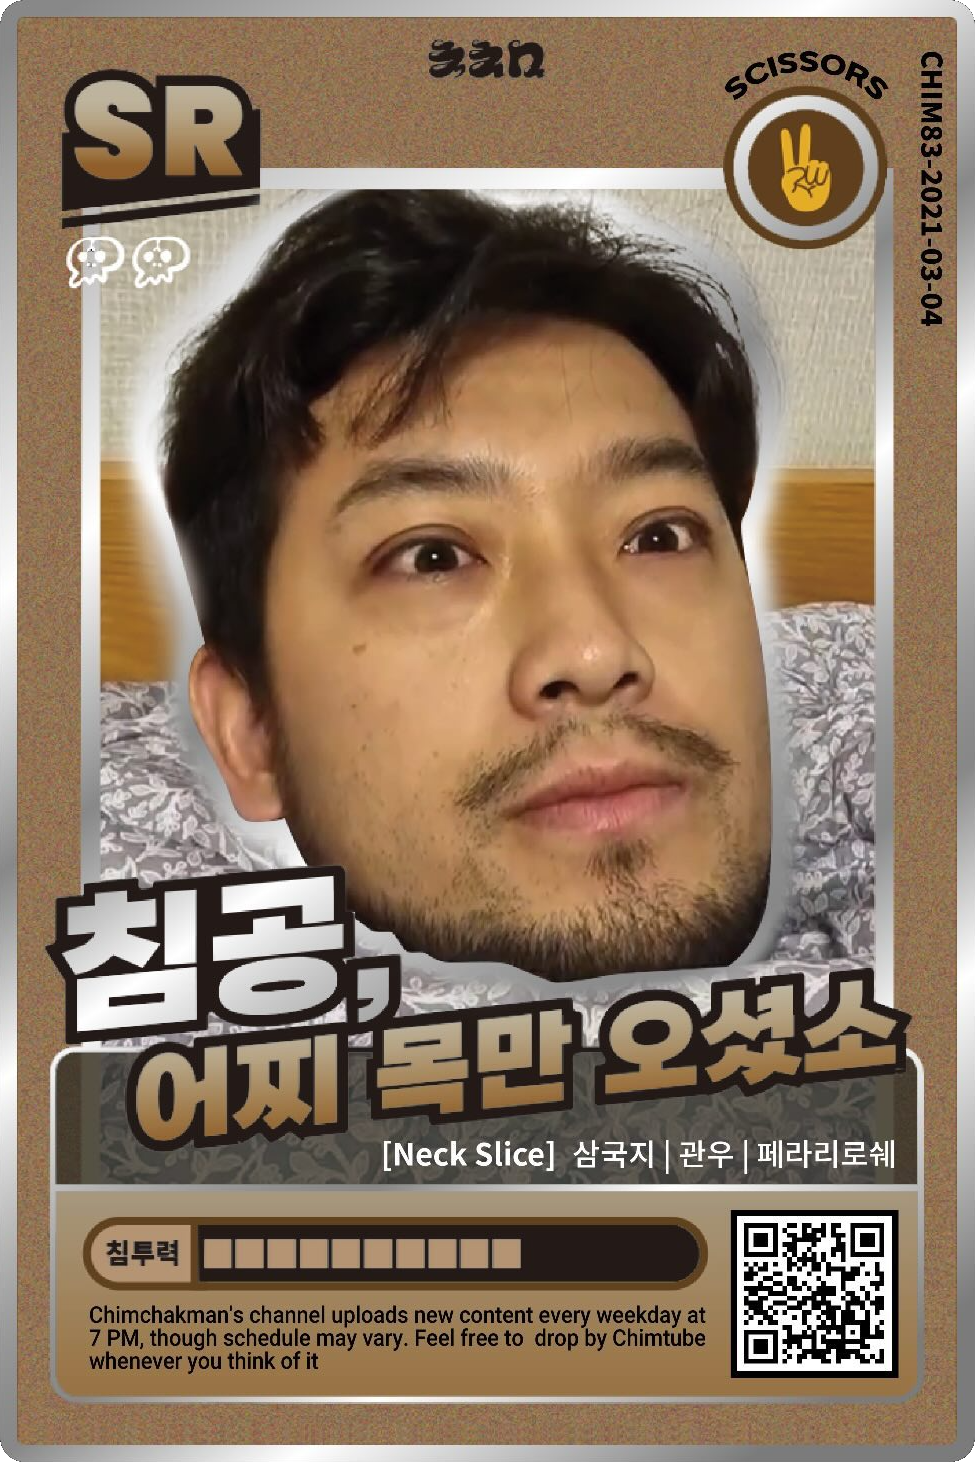 SR
SCISSORS
CHIM83-2021-03-04
침공,
어찌 목만 오셨소
[Neck Slice] 삼국지 | 관우 | 페라리로쉐
침투력
Chimchakman's channel uploads new content every weekday at
7 PM, though schedule may vary. Feel free to drop by Chimtube
whenever you think of it